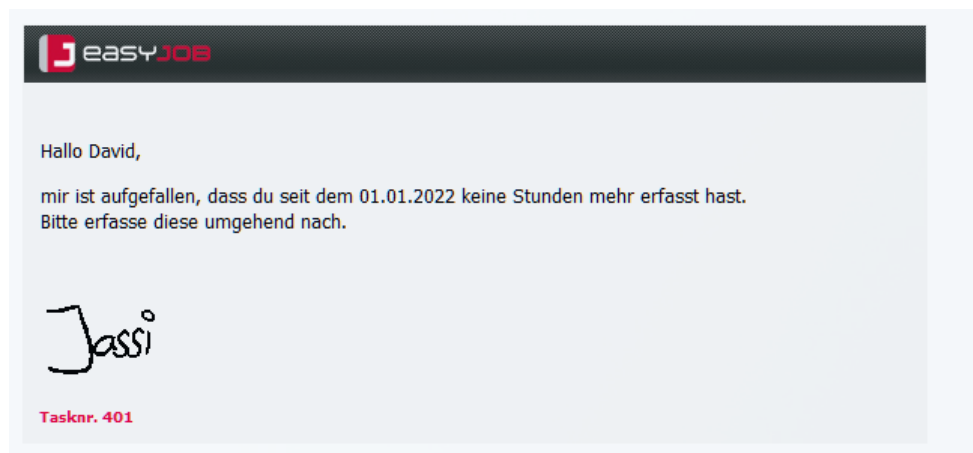 easyJOB
Hallo David,
mir ist aufgefallen, dass du seit dem 01.01.2022 keine Stunden mehr erfasst hast.
Bitte erfasse diese umgehend nach.
Jassi
Tasknr. 401